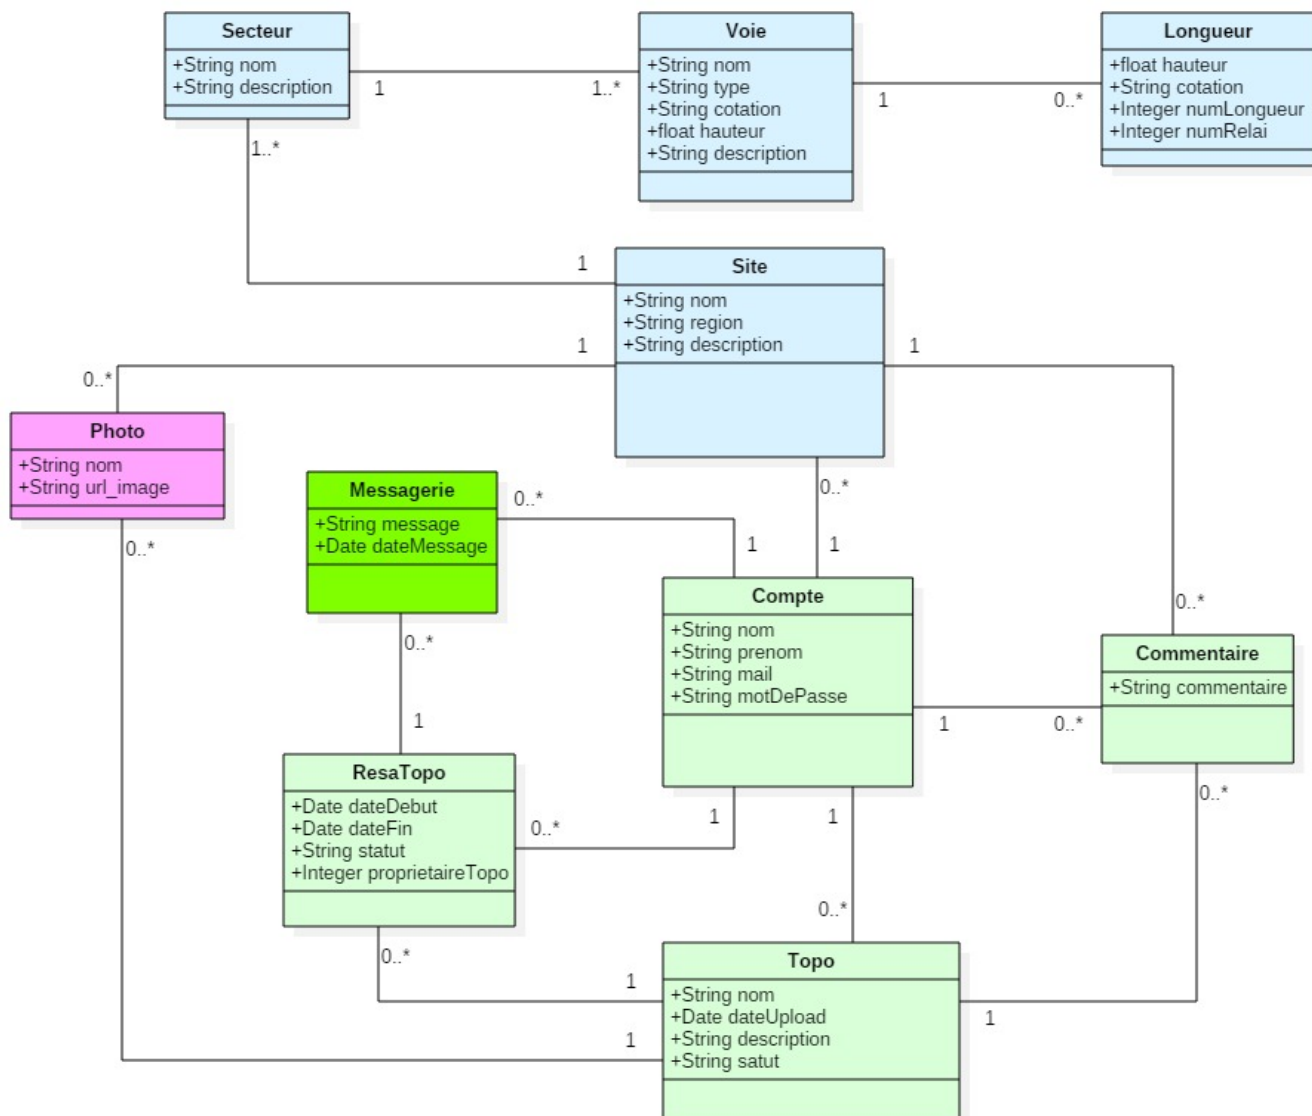 Secteur
+String nom
+String description
1
1..*
1..*
Voie
+String nom
+String type
+String cotation
+float hauteur
+String description
1
0..*
Longueur
+float hauteur
+String cotation
+Integer numLongueur
+Integer numRelai
1
Site
+String nom
+String region
+String description
1
1
0..*
0..*
Photo
+String nom
+String url_image
0..*
Messagerie
+String message
+Date dateMessage
0..*
0..*
1
1
Compte
+String nom
+String prenom
+String mail
+String motDePasse
1
0..*
0..*
Commentaire
+String commentaire
0..*
1
ResaTopo
+Date dateDebut
+Date dateFin
+String statut
+Integer proprietaireTopo
0..*
1
1
0..*
0..*
1
1
Topo
+String nom
+Date dateUpload
+String description
+String satut
1